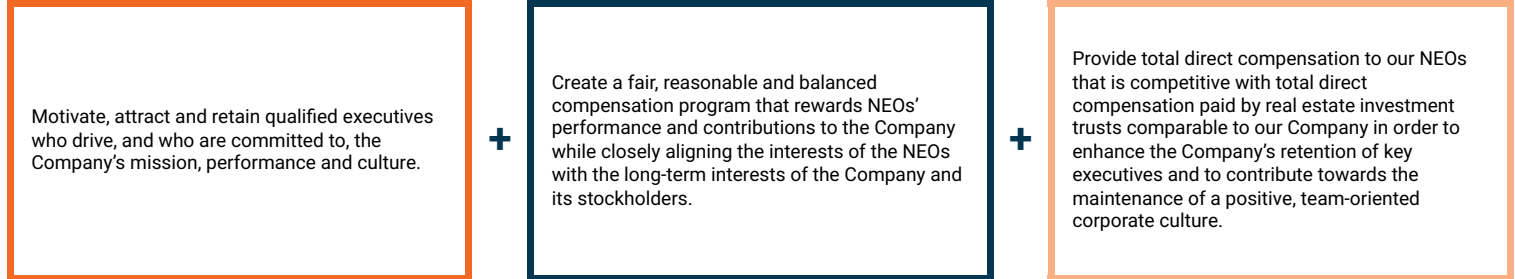 Motivate, attract and retain qualified executives
who drive, and who are committed to, the
Company’s mission, performance and culture.
+
Create a fair, reasonable and balanced
compensation program that rewards NEOs’
performance and contributions to the Company
while closely aligning the interests of the NEOs
with the long-term interests of the Company and
its stockholders.
+
Provide total direct compensation to our NEOs
that is competitive with total direct
compensation paid by real estate investment
trusts comparable to our Company in order to
enhance the Company’s retention of key
executives and to contribute towards the
maintenance of a positive, team-oriented
corporate culture.